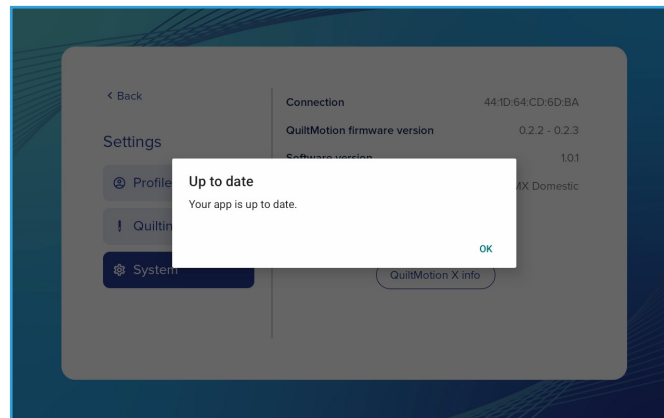 < Back
Settings
Profile
Quiltin
System
Connection 44:1D:64:CD:6D:BA
QuiltMotion firmware version 0.2.2 - 0.2.3
Software version 1.0.1
MX Domestic
QuiltMotion X info
Up to date
Your app is up to date.
OK